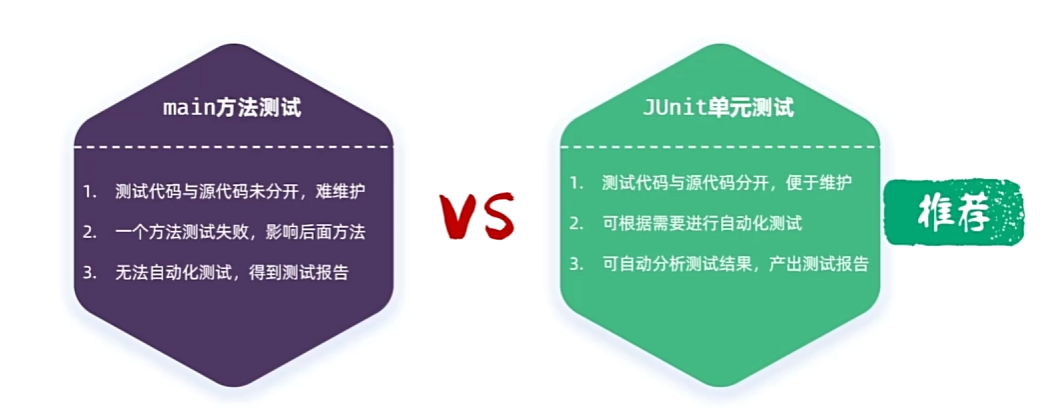 main方法测试
1. 测试代码与源代码未分开，难维护
2. 一个方法测试失败，影响后面方法
3. 无法自动化测试，得到测试报告
VS
JUnit单元测试
1. 测试代码与源代码分开，便于维护
2. 可根据需要进行自动化测试
3. 可自动分析测试结果，产出测试报告
推荐